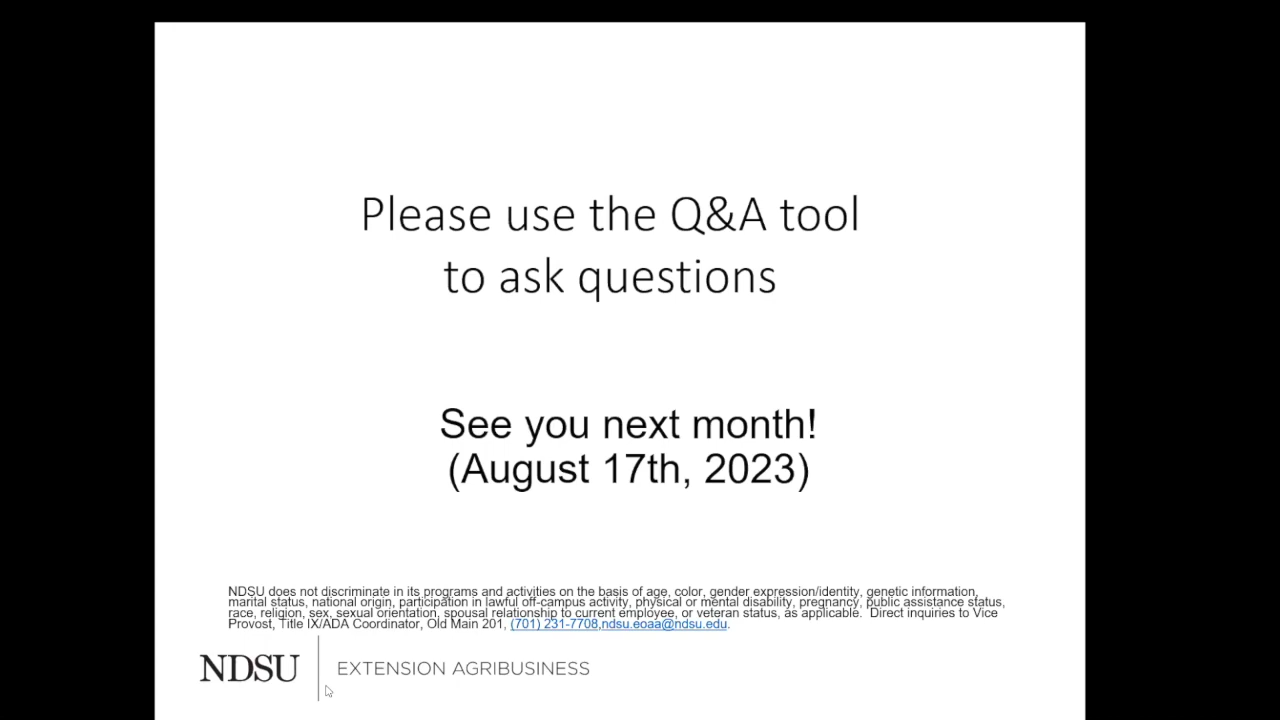 Please use the Q&A tool
to ask questions
See you next month!
(August 17th, 2023)
NDSU does not discriminate in its programs and activities on the basis of age, color, gender expression/identity, genetic information,
marital status, national origin, participation in lawful off-campus activity, physical or mental disability, pregnancy, public assistance status,
race, religion, sex, sexual orientation, spousal relationship to current employee, or veteran status, as applicable.  Direct inquiries to Vice
Provost, Title IX/ADA Coordinator, Old Main 201, (701) 231-7708,ndsu.eoaa@ndsu.edu.
NDSU EXTENSION AGRIBUSINESS